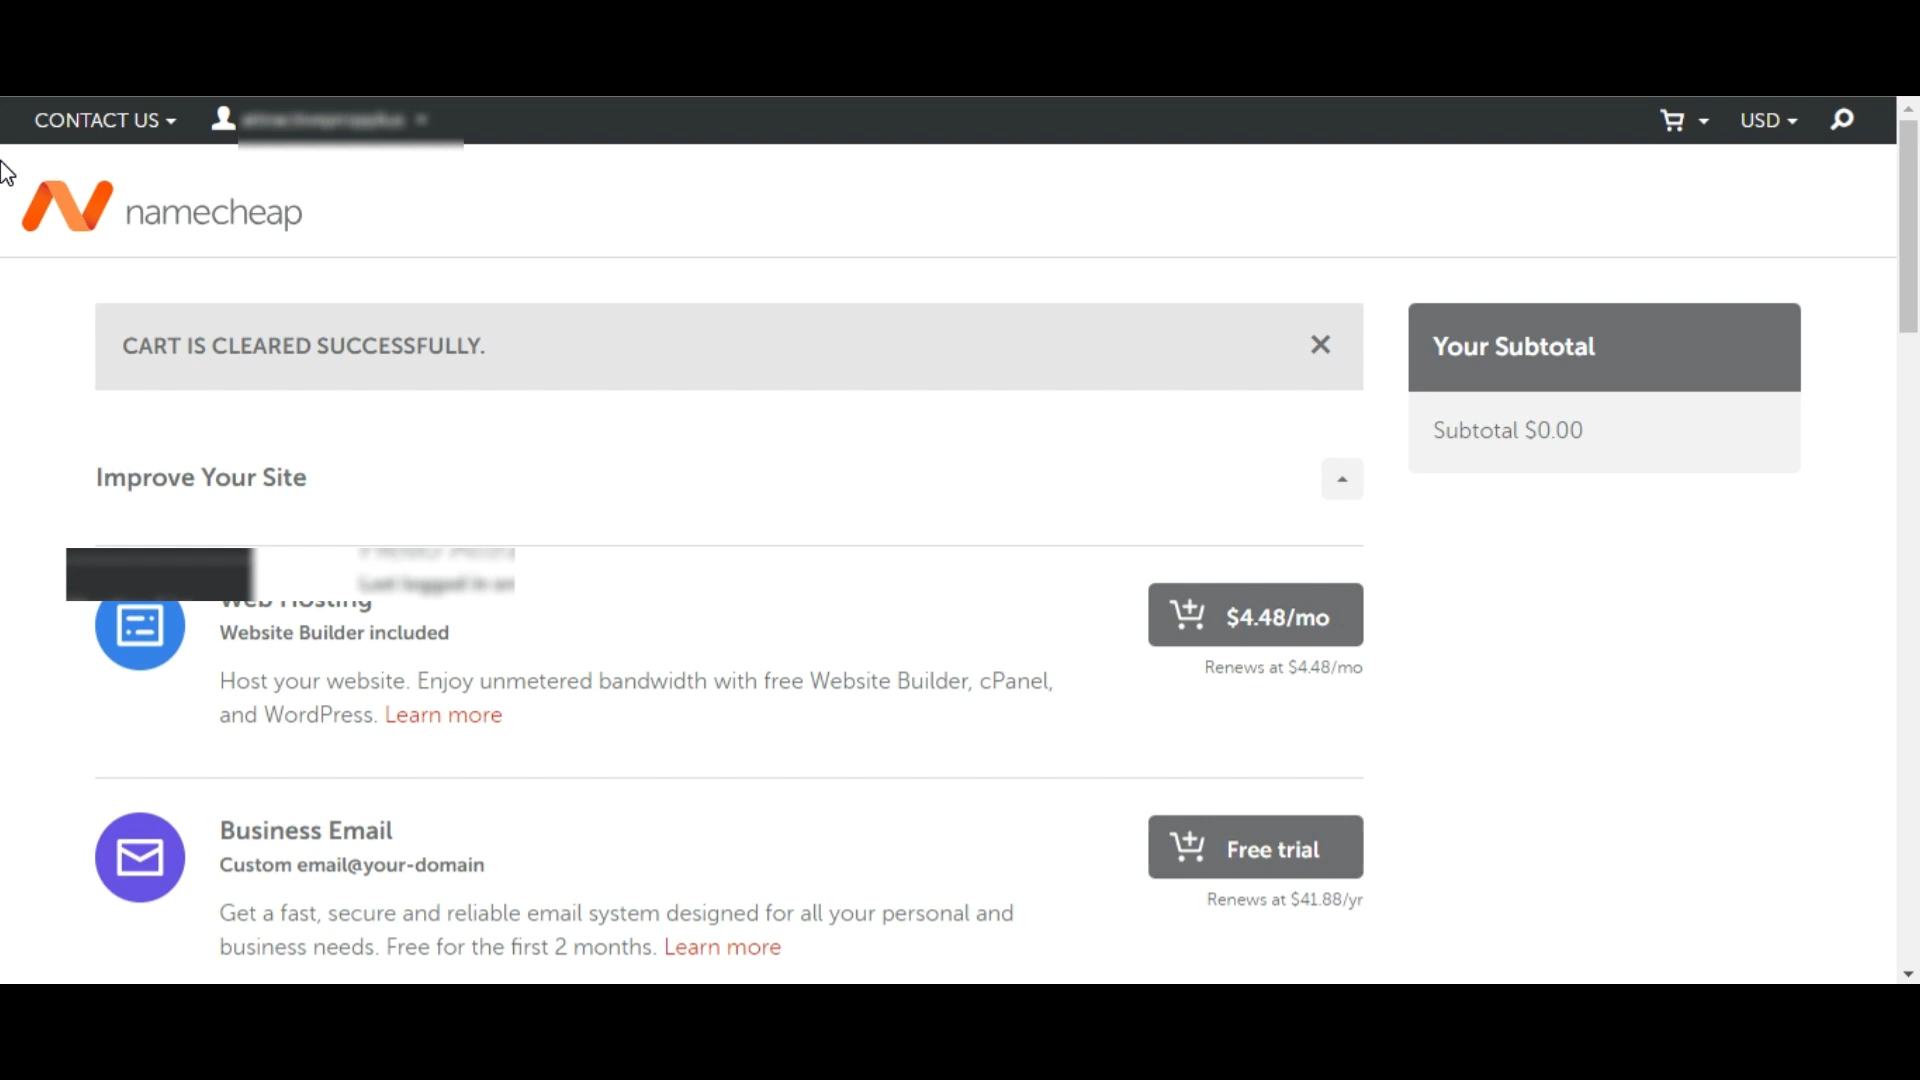 CONTACT US
USD
namecheap
CART IS CLEARED SUCCESSFULLY.
Your Subtotal
Subtotal $0.00
Improve Your Site
Web Hosting
$4.48/mo
Website Builder included
Renews at $4.48/mo
Host your website. Enjoy unmetered bandwidth with free Website Builder, cPanel,
and WordPress. Learn more
Business Email
Free trial
Custom email@your-domain
Renews at $41.88/yr
Get a fast, secure and reliable email system designed for all your personal and
business needs. Free for the first 2 months. Learn more